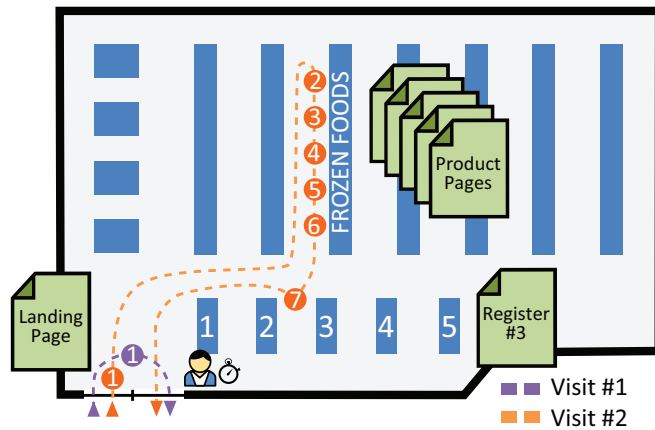 2
3
4
5
6
FROZEN FOODS
Product
Pages
7
Landing
Page
1
2
3
4
5
Register
#3
1
1
Visit #1
Visit #2